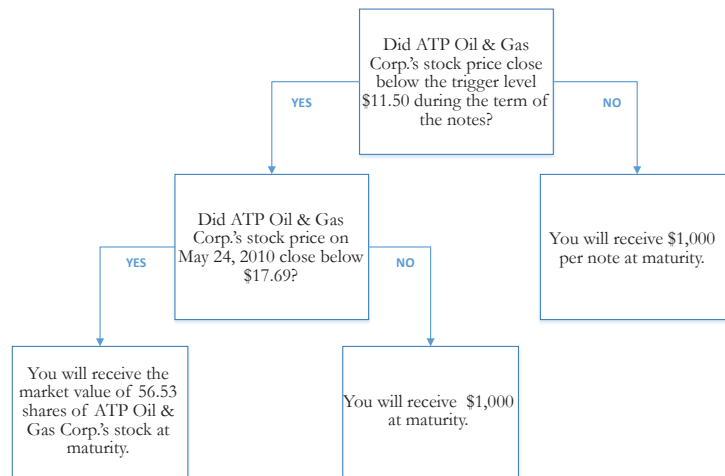 Did ATP Oil & Gas
Corp.'s stock price close
below the trigger level
$11.50 during the term of
the notes?
YES
NO
Did ATP Oil & Gas
Corp.'s stock price on
May 24, 2010 close below
$17.69?
You will receive $1,000
per note at maturity.
YES
NO
You will receive the
market value of 56.53
shares of ATP Oil &
Gas Corp.'s stock at
maturity.
You will receive $1,000
at maturity.